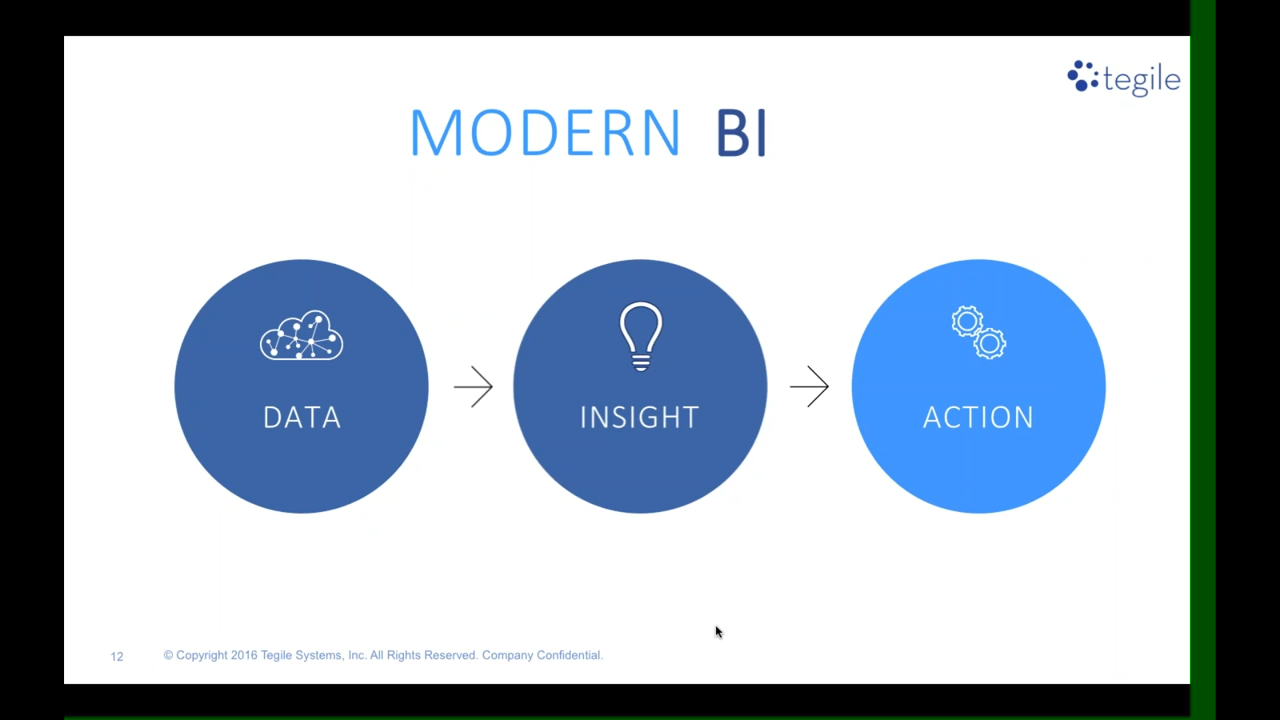 tegile
MODERN BI
DATA
INSIGHT
ACTION
12
© Copyright 2016 Tegile Systems, Inc. All Rights Reserved. Company Confidential.